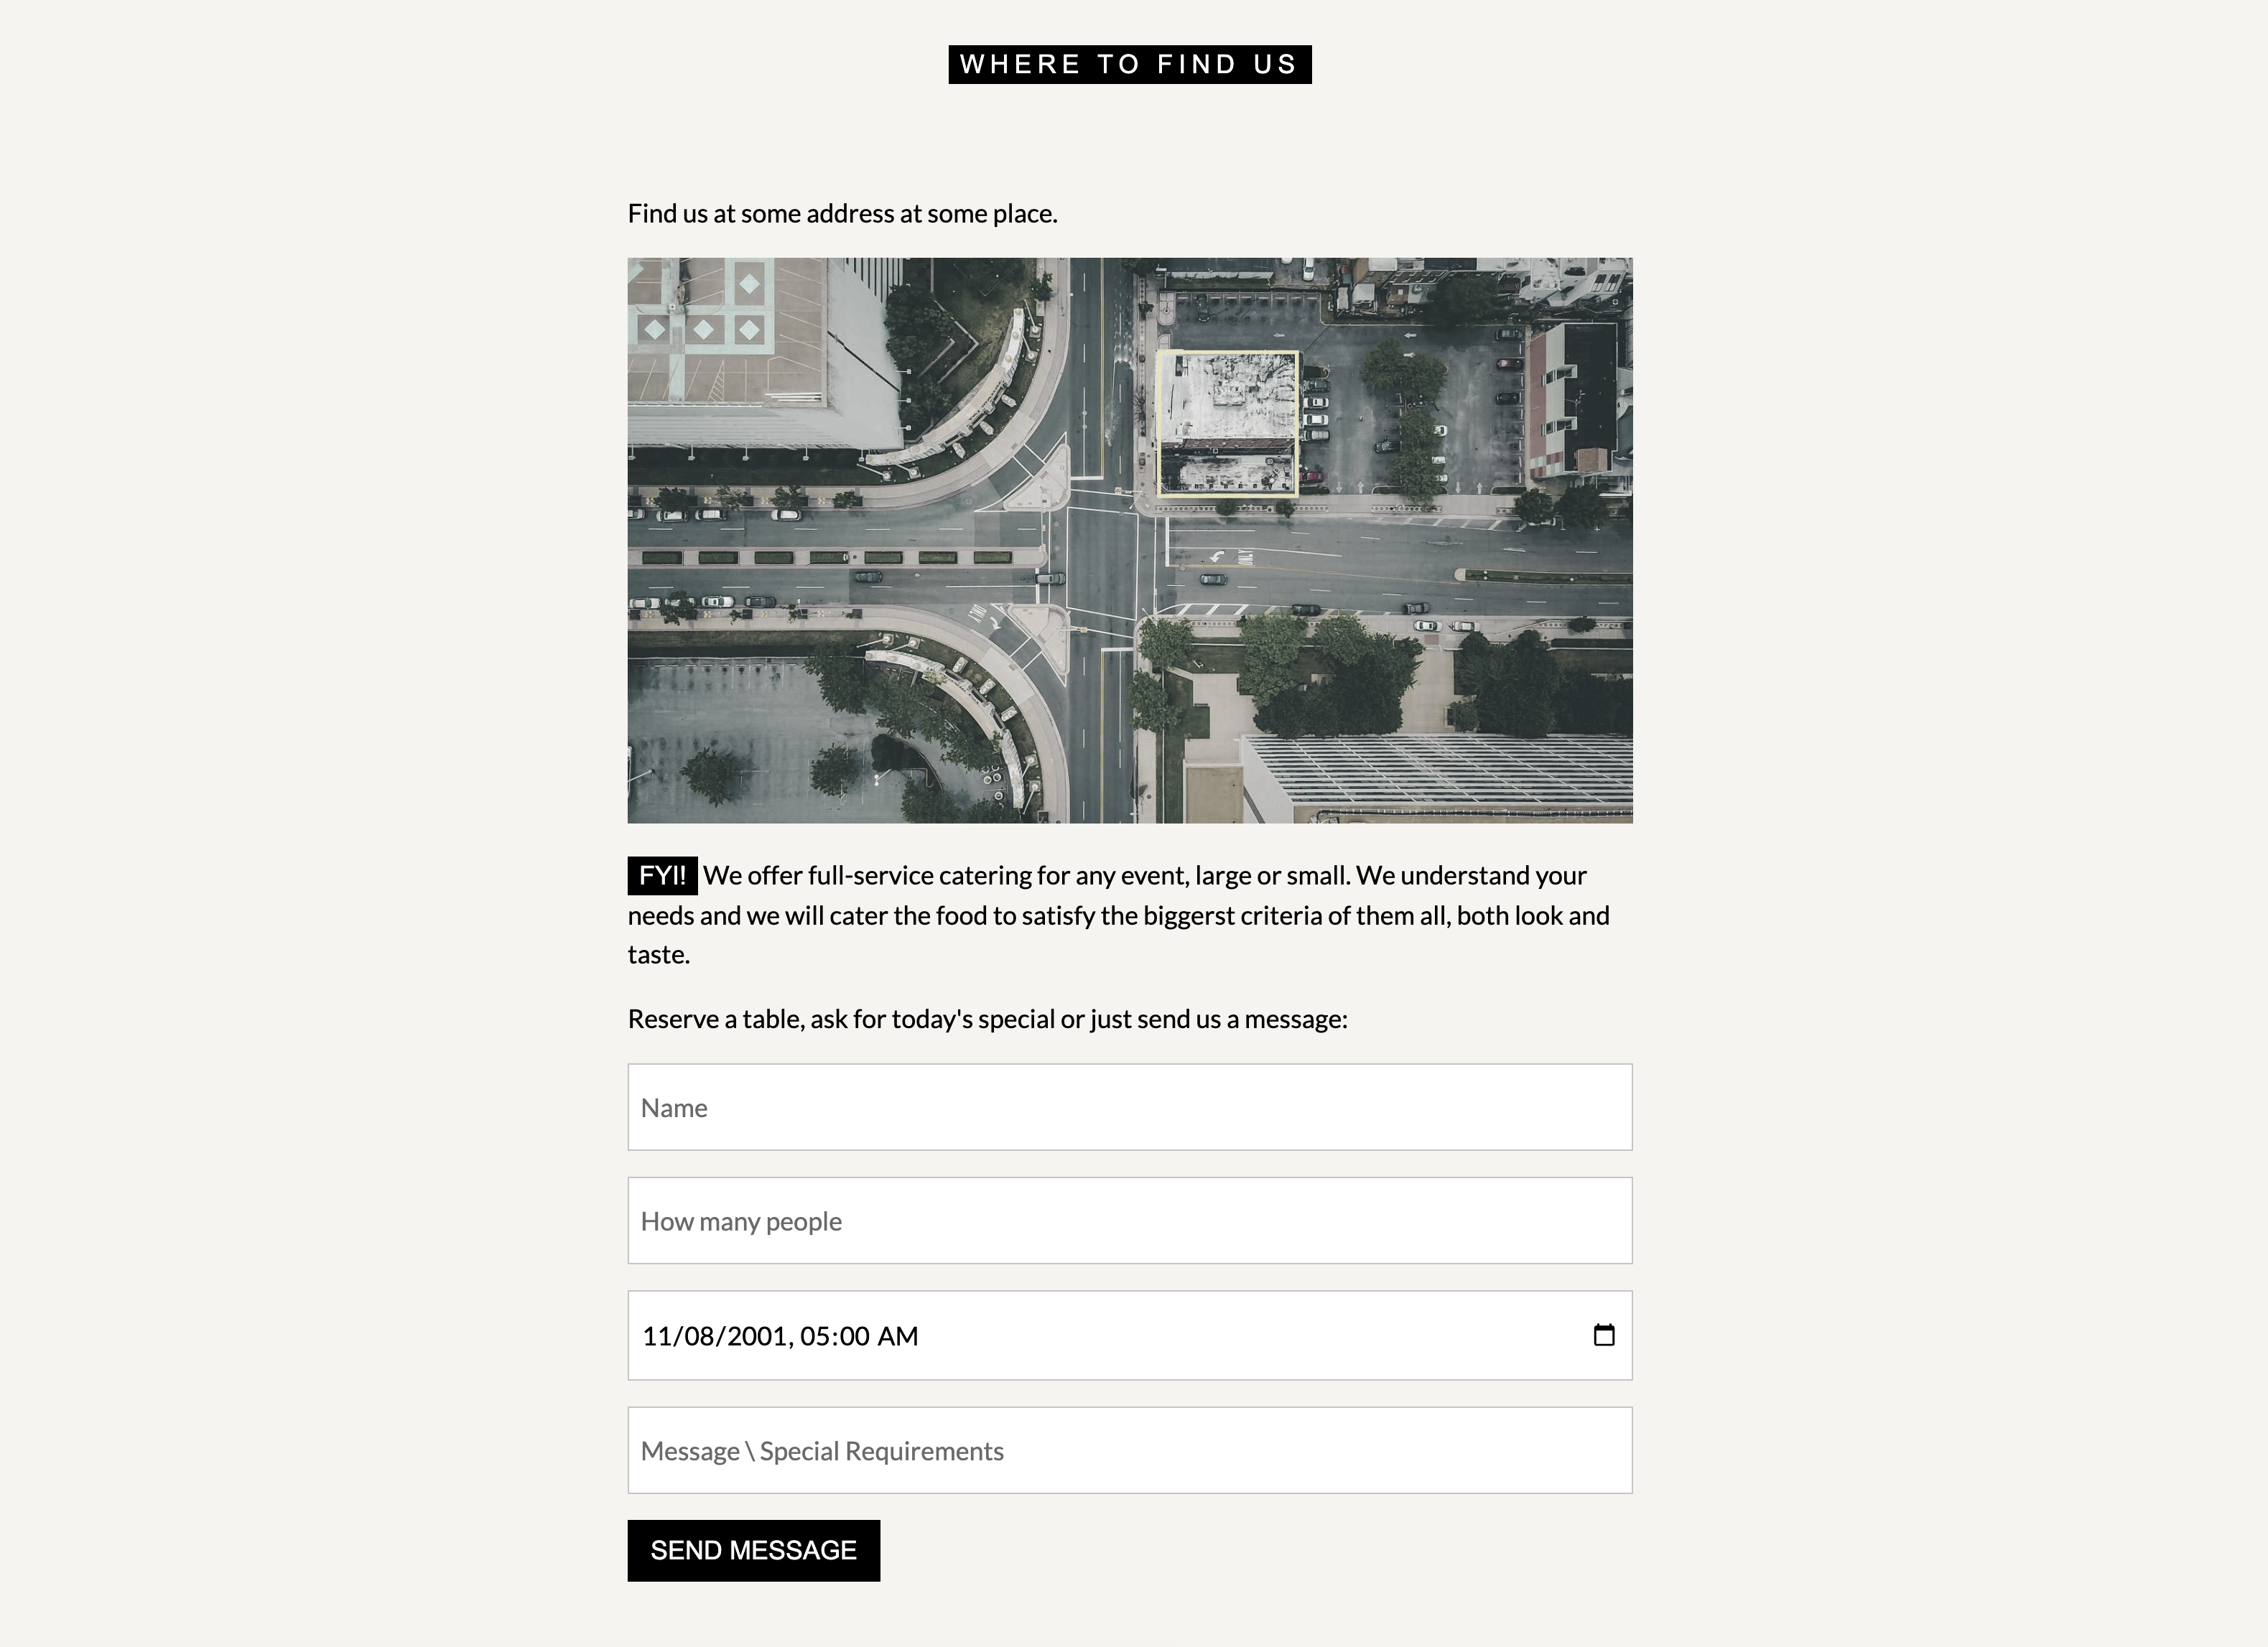 WHERE TO FIND US
Find us at some address at some place.
ONLY
ONLY
FYI! We offer full-service catering for any event, large or small. We understand your
needs and we will cater the food to satisfy the biggerst criteria of them all, both look and
taste.
Reserve a table, ask for today's special or just send us a message:
Name
How many people
11/08/2001, 05:00 AM
Message \ Special Requirements
SEND MESSAGE